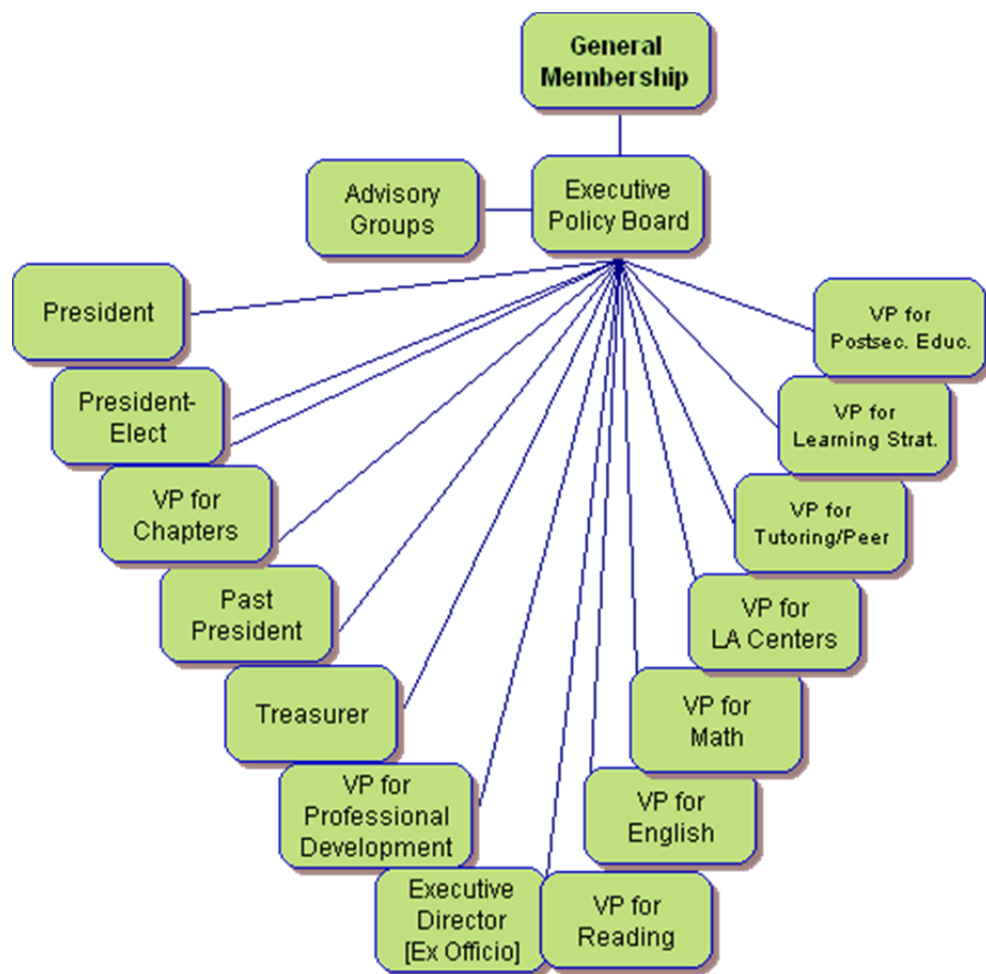 General
Membership
Advisory
Groups
Executive
Policy Board
President
President-
Elect
VP for
Chapters
Past
President
Treasurer
VP for
Professional
Development
Executive
Director
[Ex Officio]
VP for
Reading
VP for
English
VP for
Math
VP for
LA Centers
VP for
Tutoring/Peer
VP for
Learning Strat.
VP for
Postsec. Educ.